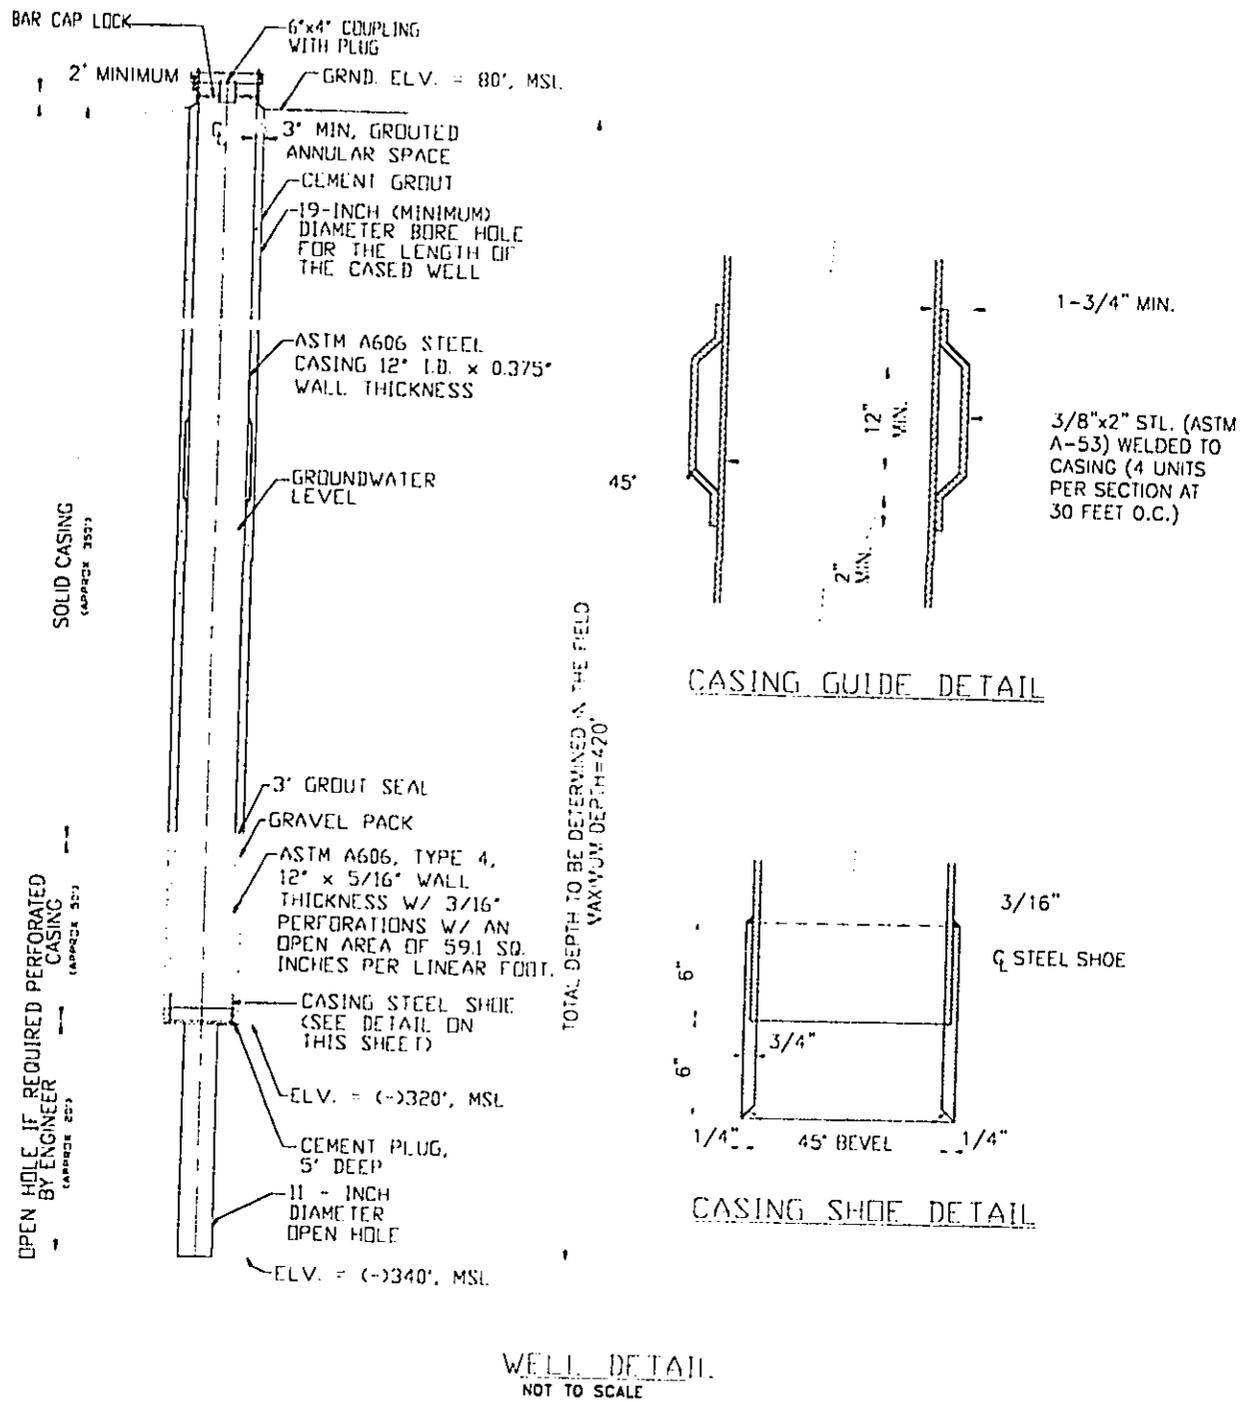 BAR CAP LOCK
6"x4" COUPLING
WITH PLUG
2' MINIMUM
GRND. ELV. = 80', MSL
3" MIN, GROUTED
ANNULAR SPACE
CEMENT GROUT
19-INCH (MINIMUM)
DIAMETER BORE HOLE
FOR THE LENGTH OF
THE CASED WELL
ASTM A606 STEEL
CASING 12" I.D. x 0.375"
WALL THICKNESS
GROUNDWATER
LEVEL
SOLID CASING
3' GROUT SEAL
GRAVEL PACK
ASTM A606, TYPE 4,
12" x 5/16" WALL
THICKNESS W/ 3/16"
PERFORATIONS W/ AN
OPEN AREA OF 59.1 SQ.
INCHES PER LINEAR FOOT.
CASING STEEL SHOE
(SEE DETAIL ON
THIS SHEET)
ELV. = (-)320', MSL
CEMENT PLUG,
5' DEEP
11 - INCH
DIAMETER
OPEN HOLE
ELV. = (-)340', MSL
PERFORATED
CASING
OPEN HOLE IF REQUIRED
BY ENGINEER
TOTAL DEPTH TO BE DETERMINED IN THE FIELD
MAXIMUM DEPTH=420'
1-3/4" MIN.
12"
MIN.
3/8"x2" STL. (ASTM
A-53) WELDED TO
CASING (4 UNITS
PER SECTION AT
30 FEET O.C.)
45°
2"
MIN.
CASING GUIDE DETAIL
3/16"
℄ STEEL SHOE
6"
3/4"
6"
1/4"
45° BEVEL
1/4"
CASING SHOE DETAIL
WELL DETAIL
NOT TO SCALE